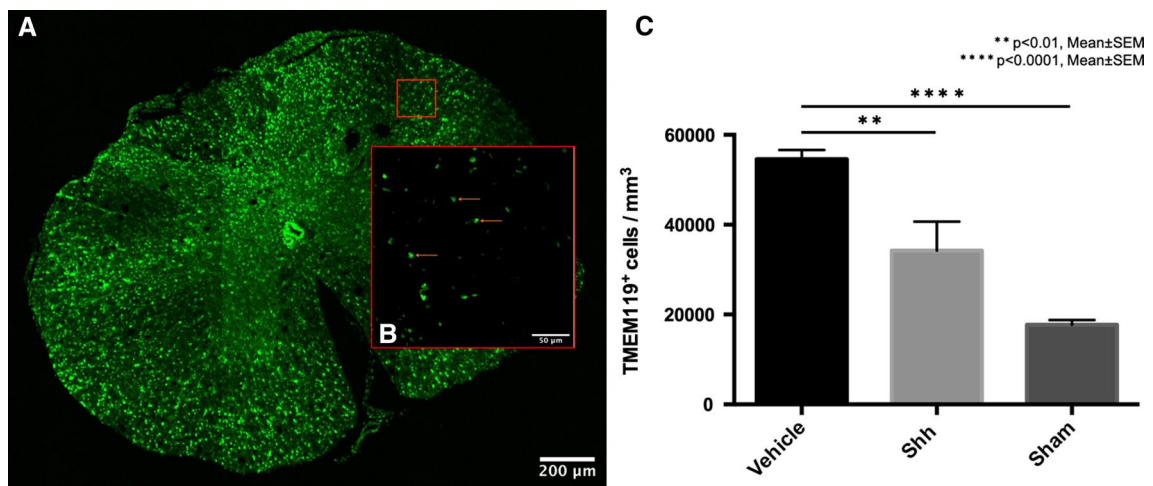 A
B
50 µm
200 µm
C
** p<0.01, Mean±SEM
**** p<0.0001, Mean±SEM
****
**
TMEM119⁺ cells / mm³
60000
40000
20000
0
Vehicle
Shh
Sham